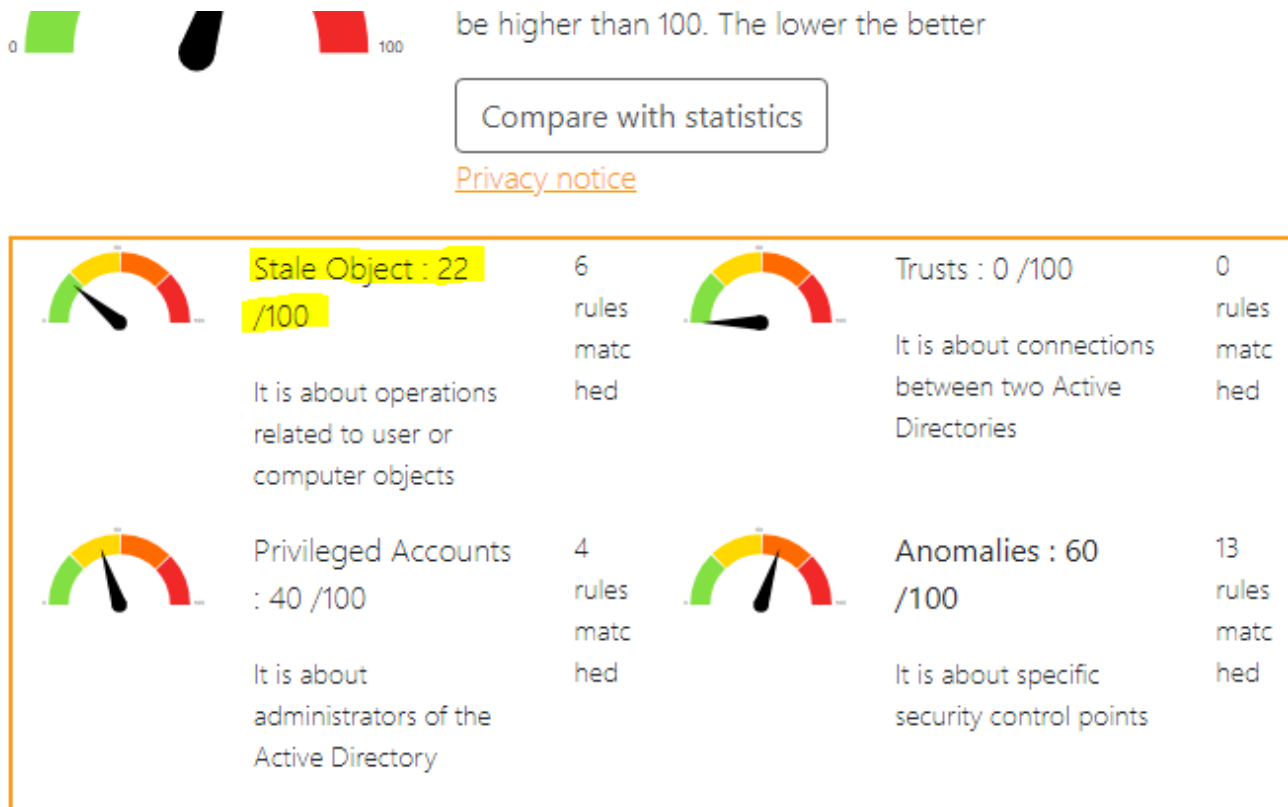 be higher than 100. The lower the better
0
100
Compare with statistics
Privacy notice
Stale Object : 22
/100
It is about operations
related to user or
computer objects
6
rules
matc
hed
Trusts : 0 /100
It is about connections
between two Active
Directories
0
rules
matc
hed
Privileged Accounts
: 40 /100
It is about
administrators of the
Active Directory
4
rules
matc
hed
Anomalies : 60
/100
It is about specific
security control points
13
rules
matc
hed